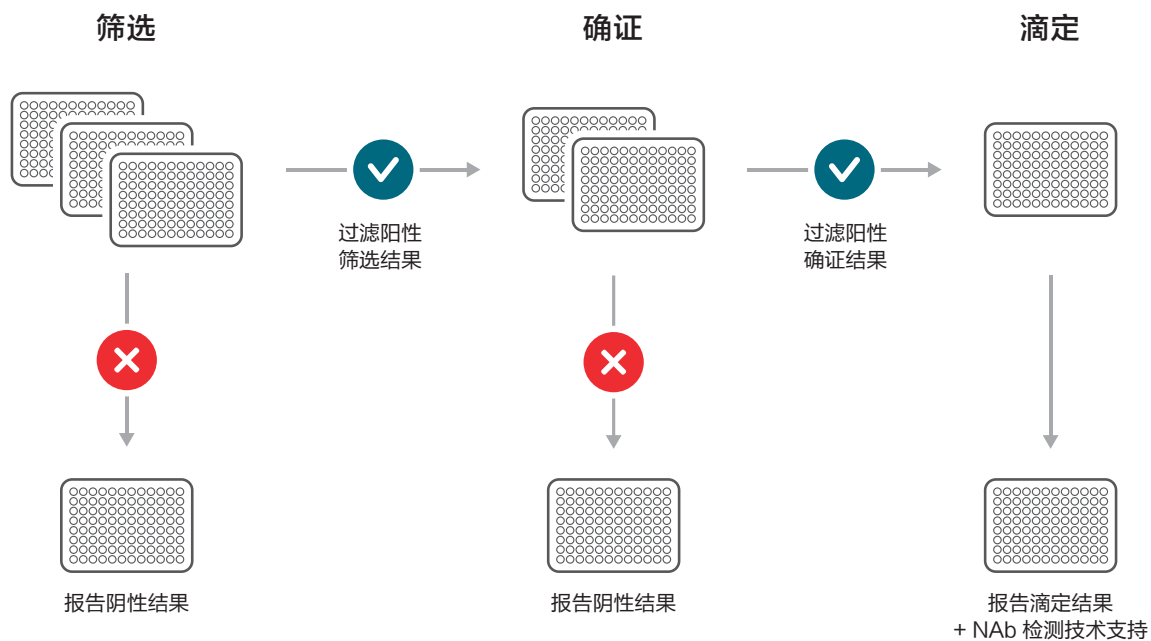 筛选
确证
滴定
过滤阳性
筛选结果
过滤阳性
确证结果
报告阴性结果
报告阴性结果
报告滴定结果
+ NAb 检测技术支持